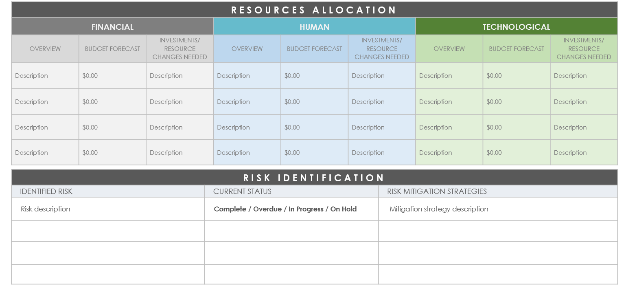 RESOURCES ALLOCATION
FINANCIAL HUMAN TECHNOLOGICAL
INVESTMENTS/ INVESTMENTS/ INVESTMENTS/
OVERVIEW BUDGET FORECAST RESOURCE OVERVIEW BUDGET FORECAST RESOURCE OVERVIEW BUDGET FORECAST RESOURCE
CHANGES NEEDED CHANGES NEEDED CHANGES NEEDED
Description $0.00 Description Description $0.00 Description Description $0.00 Description
Description $0.00 Description Description $0.00 Description Description $0.00 Description
Description $0.00 Description Description $0.00 Description Description $0.00 Description
Description $0.00 Description Description $0.00 Description Description $0.00 Description
RISK IDENTIFICATION
IDENTIFIED RISK CURRENT STATUS RISK MITIGATION STRATEGIES
Risk description Complete / Overdue / In Progress / On Hold Mitigation strategy description